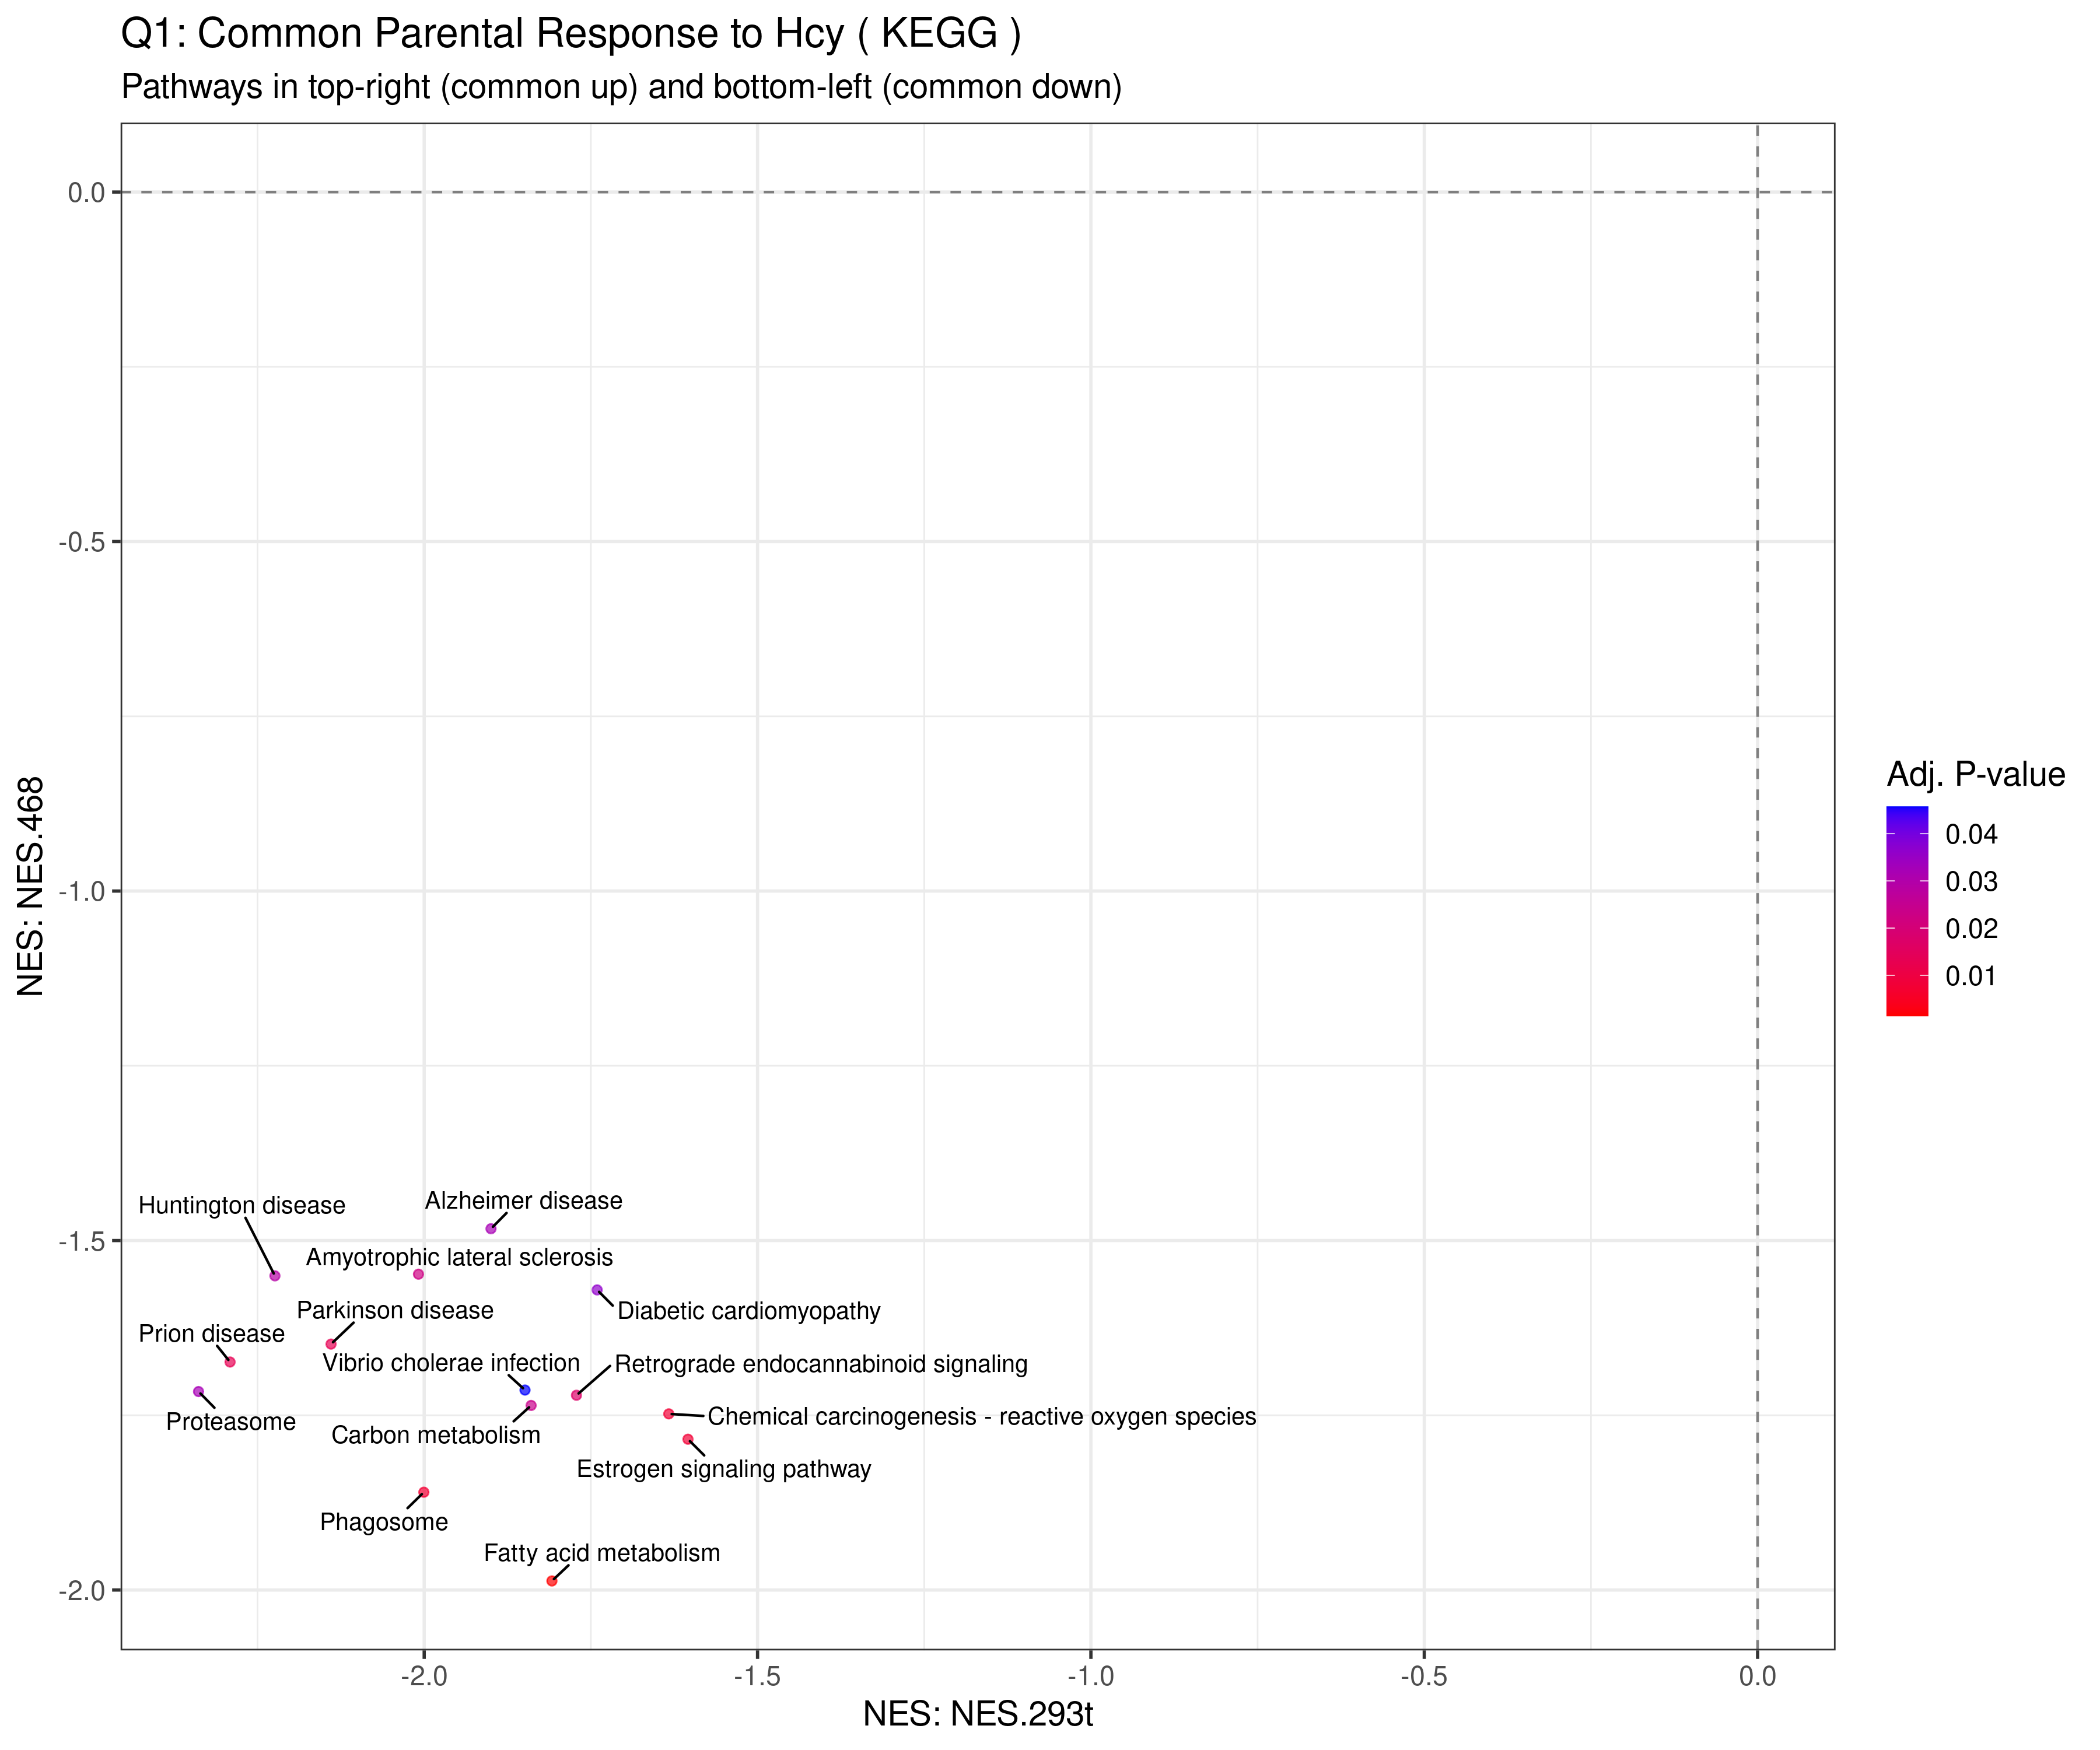 Q1: Common Parental Response to Hcy ( KEGG )
Pathways in top-right (common up) and bottom-left (common down)
NES: NES.468
0.0
-0.5
-1.0
-1.5
-2.0
Huntington disease
Alzheimer disease
Amyotrophic lateral sclerosis
Diabetic cardiomyopathy
Parkinson disease
Prion disease
Vibrio cholerae infection
Retrograde endocannabinoid signaling
Proteasome
Chemical carcinogenesis - reactive oxygen species
Carbon metabolism
Estrogen signaling pathway
Phagosome
Fatty acid metabolism
-2.0
-1.5
-1.0
-0.5
0.0
NES: NES.293t
Adj. P-value
0.04
0.03
0.02
0.01